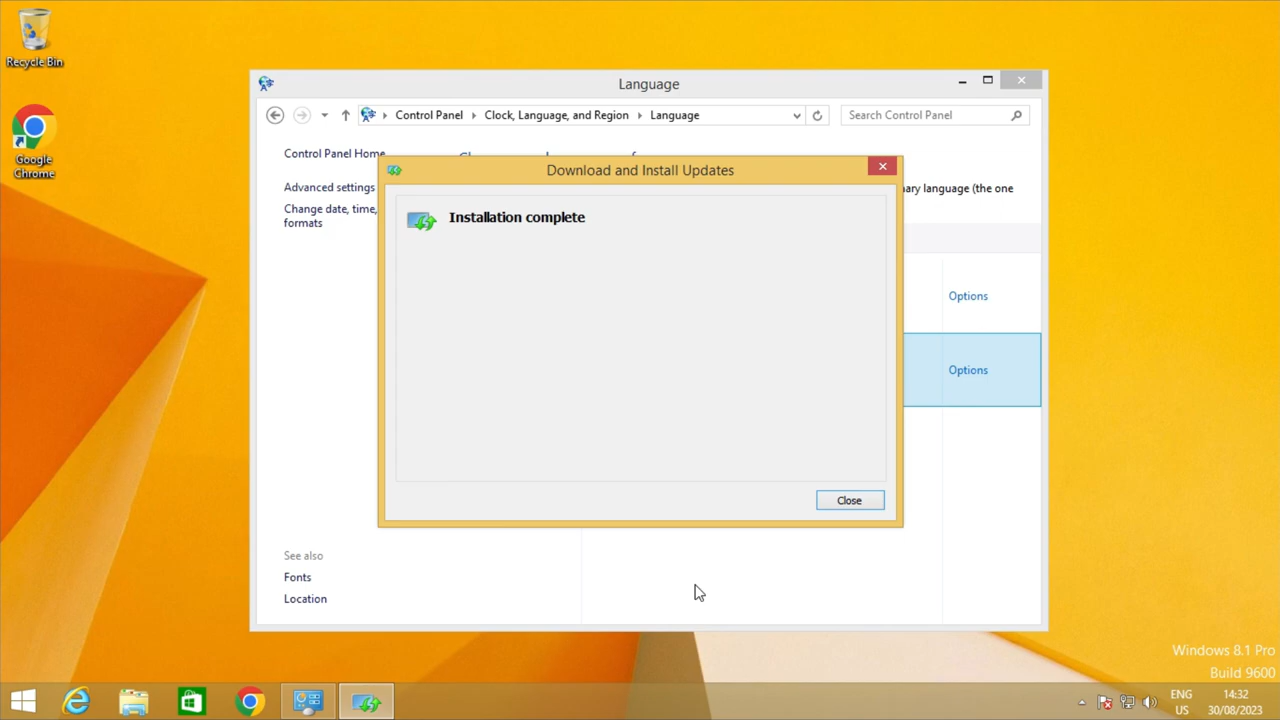 Recycle Bin
Google
Chrome
Language
Control Panel
Clock, Language, and Region
Language
Search Control Panel
Control Panel Home
Advanced settings
Change date, time,
formats
ary language (the one
Options
Options
See also
Fonts
Location
Download and Install Updates
Installation complete
Close
Windows 8.1 Pro
Build 9600
ENG
US
14:32
30/08/2023